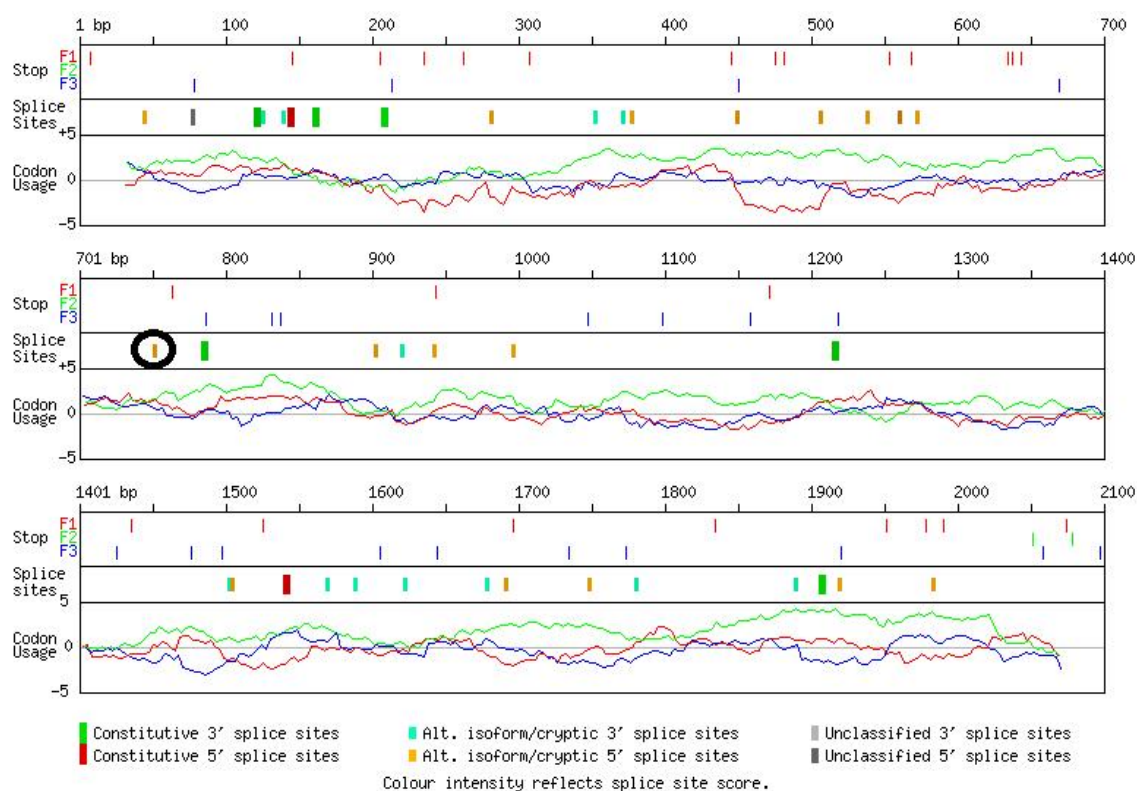 1 bp 100 200 300 400 500 600 700
F1
Stop F2
F3
Splice
Sites
+5
Codon 0
Usage
-5
701 bp 800 900 1000 1100 1200 1300 1400
F1
Stop F2
F3
Splice
Sites
+5
Codon 0
Usage
-5
1401 bp 1500 1600 1700 1800 1900 2000 2100
F1
Stop F2
F3
Splice
sites
5
Codon 0
Usage
-5
Constitutive 3′ splice sites Alt. isoform/cryptic 3′ splice sites Unclassified 3′ splice sites
Constitutive 5′ splice sites Alt. isoform/cryptic 5′ splice sites Unclassified 5′ splice sites
Colour intensity reflects splice site score.